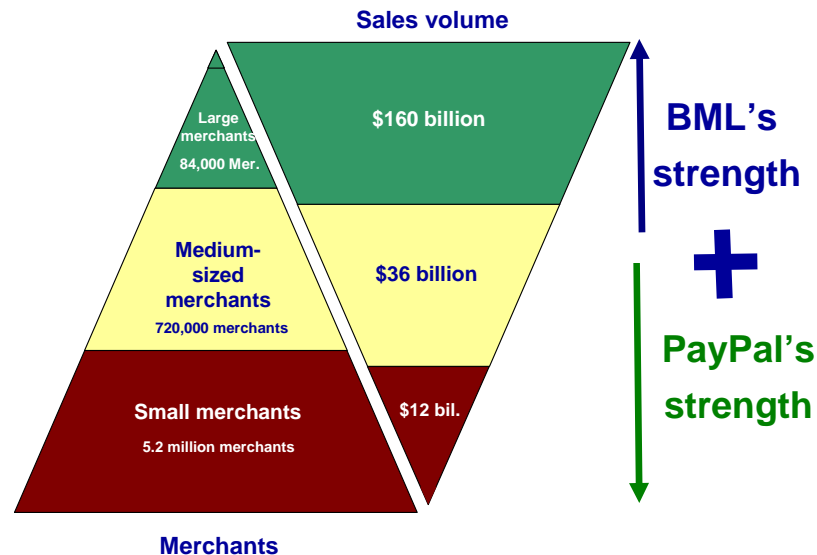 Sales volume
Large
merchants
84,000 Mer.
$160 billion
BML’s
strength
Medium-
sized
merchants
720,000 merchants
$36 billion
+
PayPal’s
strength
Small merchants
5.2 million merchants
$12 bil.
Merchants